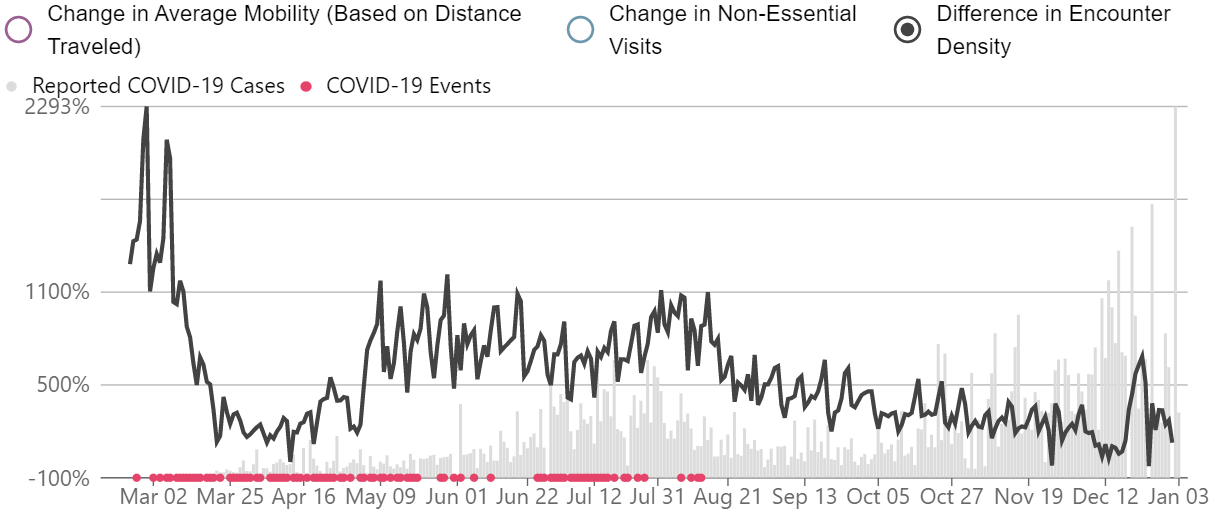 Change in Average Mobility (Based on Distance Traveled)
Change in Non-Essential Visits
Difference in Encounter Density
Reported COVID-19 Cases
COVID-19 Events
2293%
1100%
500%
-100%
Mar 02 Mar 25 Apr 16 May 09 Jun 01 Jun 22 Jul 12 Jul 31 Aug 21 Sep 13 Oct 05 Oct 27 Nov 19 Dec 12 Jan 03